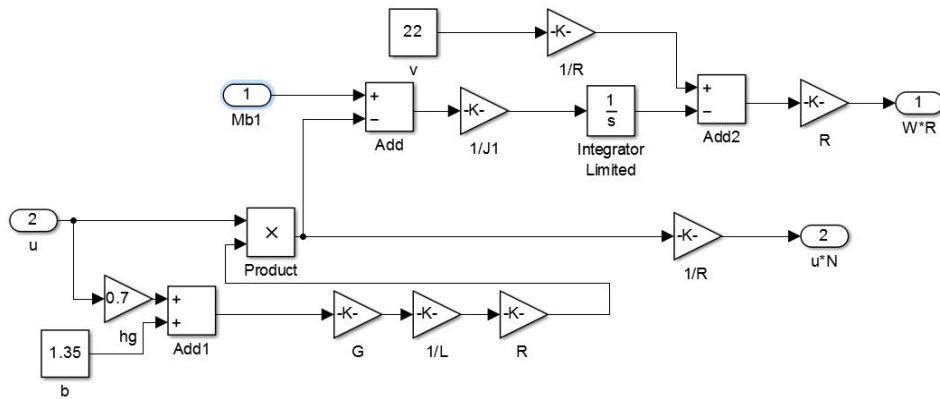 22
v
-K-
1/R
1
Mb1
+
−
Add
-K-
1/J1
1
s
Integrator
Limited
+
−
Add2
-K-
R
1
W*R
2
u
×
Product
-K-
1/R
2
u*N
0.7
hg
1.35
b
+
+
Add1
-K-
G
-K-
1/L
-K-
R